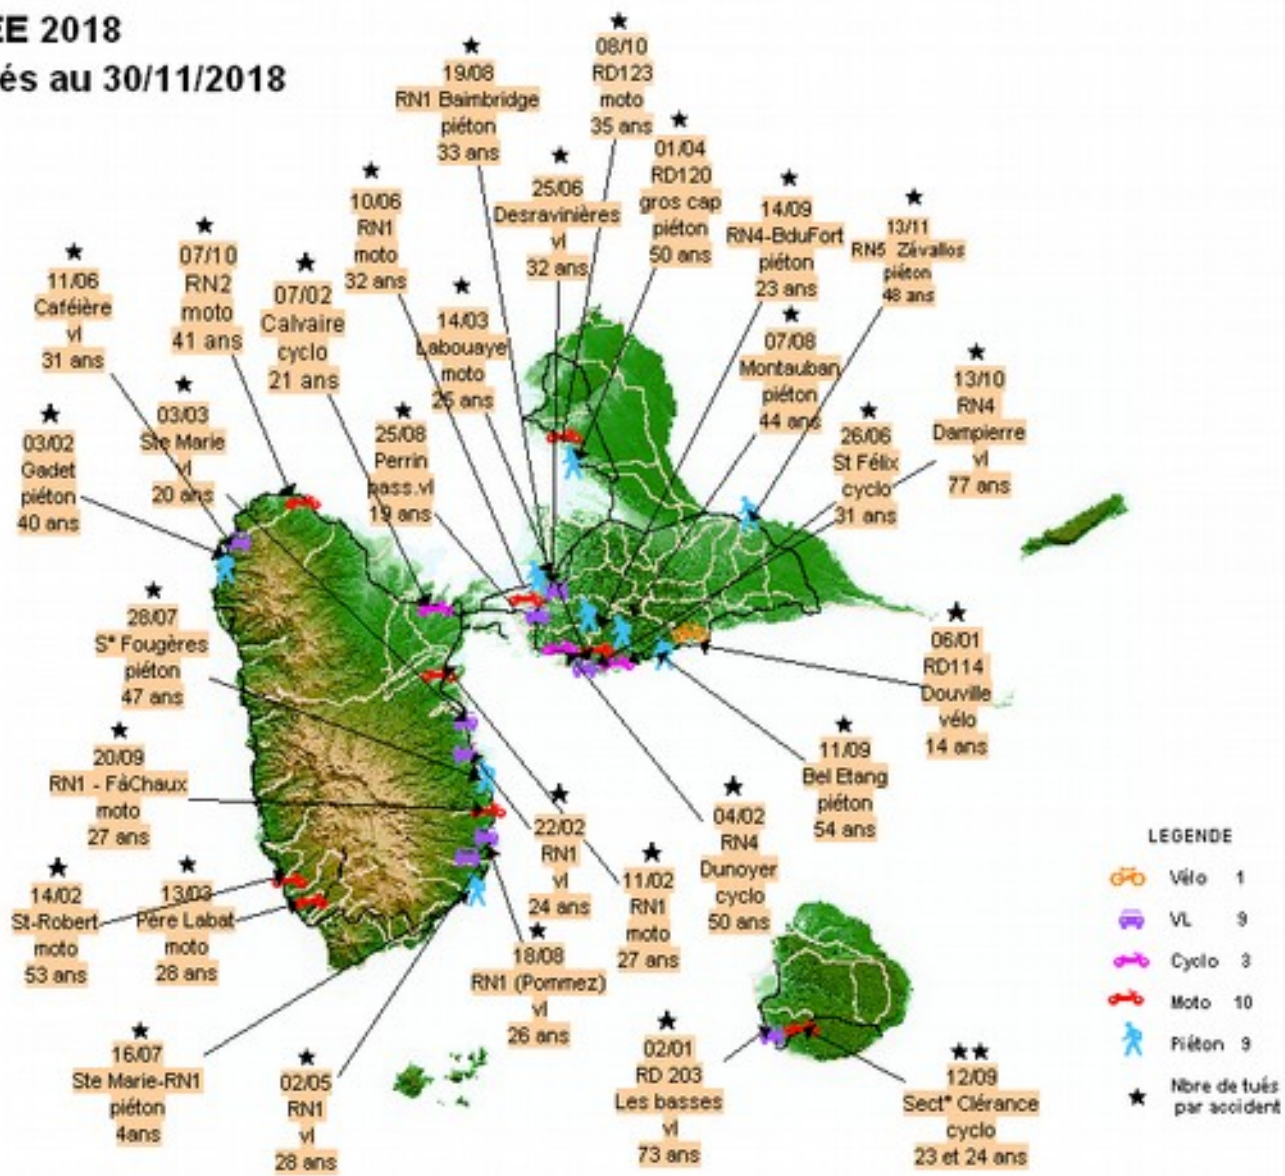 EE 2018
és au 30/11/2018
08/10
RD123
moto
35 ans
19/08
RN1 Baimbridge
piéton
33 ans
01/04
RD120
gros cap
piéton
50 ans
25/06
Desravinières
vl
32 ans
10/06
RN1
moto
32 ans
14/09
RN4-BduFort
piéton
23 ans
13/11
RN5 Zévallos
piéton
48 ans
07/10
RN2
moto
41 ans
11/06
Caféière
vl
31 ans
07/02
Calvaire
cyclo
21 ans
14/03
Labouaye
moto
25 ans
07/08
Montauban
piéton
44 ans
13/10
RN4
Dampierre
vl
77 ans
03/03
Ste Marie
vl
20 ans
03/02
Gadet
piéton
40 ans
25/08
Perrin
pass.vl
19 ans
26/06
St Félix
cyclo
31 ans
28/07
S° Fougères
piéton
47 ans
06/01
RD114
Douville
vélo
14 ans
20/09
RN1 - FàChaux
moto
27 ans
11/09
Bel Etang
piéton
54 ans
04/02
RN4
Dunoyer
cyclo
50 ans
22/02
RN1
vl
24 ans
11/02
RN1
moto
27 ans
14/02
St-Robert
moto
53 ans
13/03
Père Labat
moto
28 ans
18/08
RN1 (Pommez)
vl
26 ans
16/07
Ste Marie-RN1
piéton
4ans
02/05
RN1
vl
28 ans
02/01
RD 203
Les basses
vl
73 ans
12/09
Sect° Clérance
cyclo
23 et 24 ans
LEGENDE
Vélo 1
VL 9
Cyclo 3
Moto 10
Piéton 9
Nbre de tués
par accident